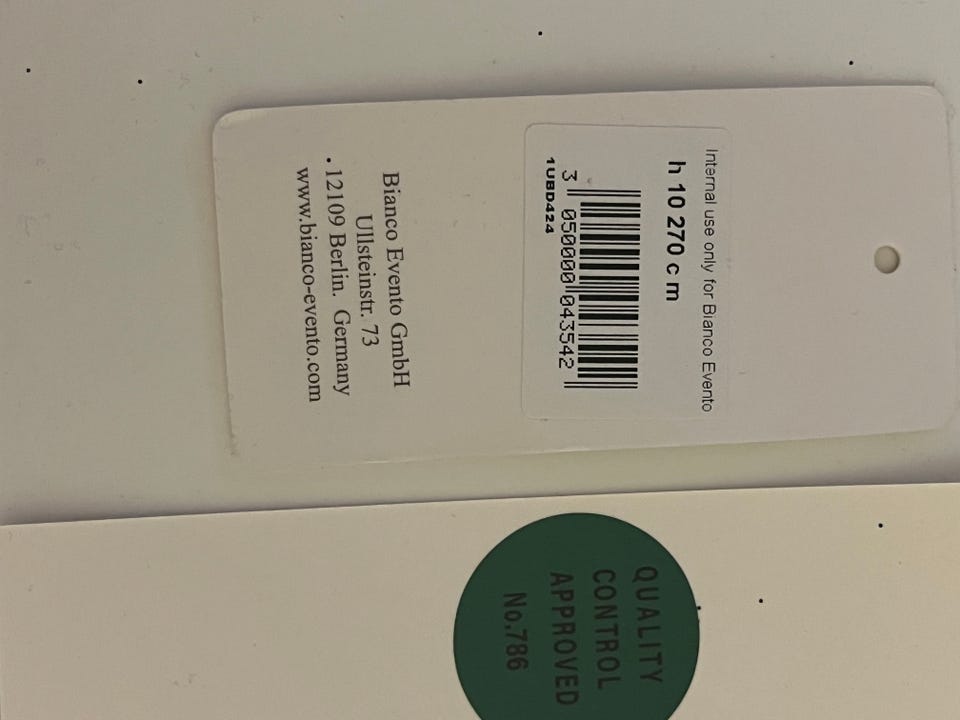 Internal use only for Bianco Evento
h 10 270 c m
3 050000 043542
1UBD424
Bianco Evento GmbH
Ullsteinstr. 73
. 12109 Berlin. Germany
www.bianco-evento.com
QUALITY
CONTROL
APPROVED
No.786